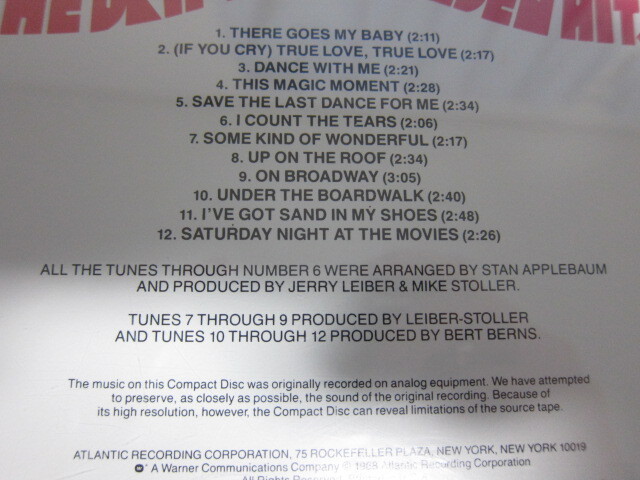 1. THERE GOES MY BABY (2:11)
2. (IF YOU CRY) TRUE LOVE, TRUE LOVE (2:17)
3. DANCE WITH ME (2:21)
4. THIS MAGIC MOMENT (2:28)
5. SAVE THE LAST DANCE FOR ME (2:34)
6. I COUNT THE TEARS (2:06)
7. SOME KIND OF WONDERFUL (2:17)
8. UP ON THE ROOF (2:34)
9. ON BROADWAY (3:05)
10. UNDER THE BOARDWALK (2:40)
11. I'VE GOT SAND IN MY SHOES (2:48)
12. SATURDAY NIGHT AT THE MOVIES (2:26)
ALL THE TUNES THROUGH NUMBER 6 WERE ARRANGED BY STAN APPLEBAUM
AND PRODUCED BY JERRY LEIBER & MIKE STOLLER.
TUNES 7 THROUGH 9 PRODUCED BY LEIBER-STOLLER
AND TUNES 10 THROUGH 12 PRODUCED BY BERT BERNS.
The music on this Compact Disc was originally recorded on analog equipment. We have attempted
to preserve, as closely as possible, the sound of the original recording. Because of
its high resolution, however, the Compact Disc can reveal limitations of the source tape.
ATLANTIC RECORDING CORPORATION, 75 ROCKEFELLER PLAZA, NEW YORK, NEW YORK 10019
A Warner Communications Company © 1968 Atlantic Recording Corporation
All Rights Reserved.